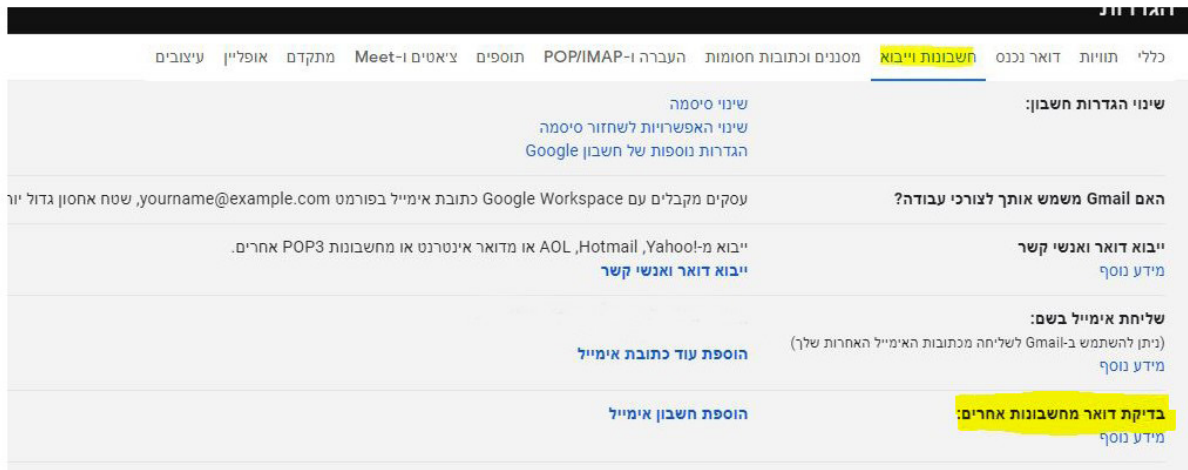 הגדרות
כללי תוויות דואר נכנס חשבונות וייבוא מסננים וכתובות חסומות העברה ו-POP/IMAP תוספים צ'אטים ו-Meet מתקדם אופליין עיצובים
שינוי הגדרות חשבון:
שינוי סיסמה
שינוי האפשרויות לשחזור סיסמה
הגדרות נוספות של חשבון Google
האם Gmail משמש אותך לצורכי עבודה?
עסקים מקבלים עם Google Workspace כתובת אימייל בפורמט yourname@example.com, שטח אחסון גדול
ייבוא דואר ואנשי קשר
מידע נוסף
ייבוא מ-Yahoo!‎, Hotmail, AOL או מדואר אינטרנט או מחשבונות POP3 אחרים.
ייבוא דואר ואנשי קשר
שליחת אימייל בשם:
(ניתן להשתמש ב-Gmail לשליחה מכתובות האימייל האחרות שלך)
מידע נוסף
הוספת עוד כתובת אימייל
בדיקת דואר מחשבונות אחרים:
מידע נוסף
הוספת חשבון אימייל